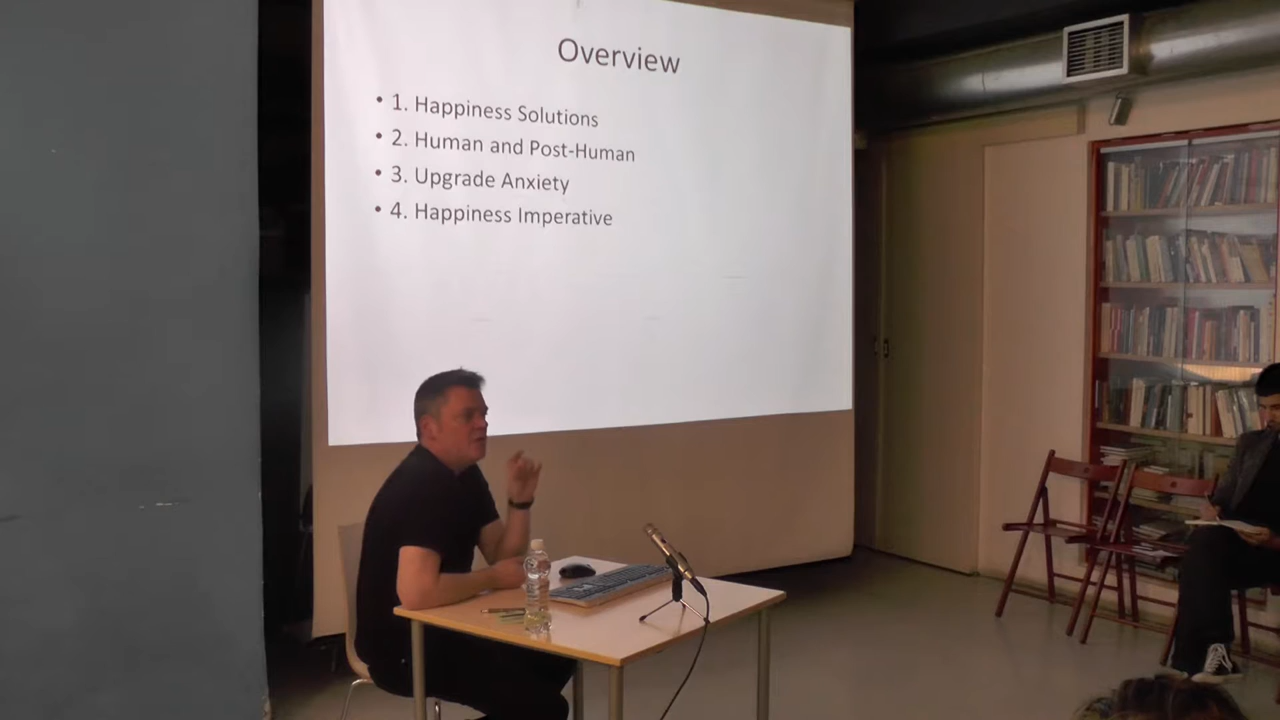 Overview
• 1. Happiness Solutions
• 2. Human and Post-Human
• 3. Upgrade Anxiety
• 4. Happiness Imperative